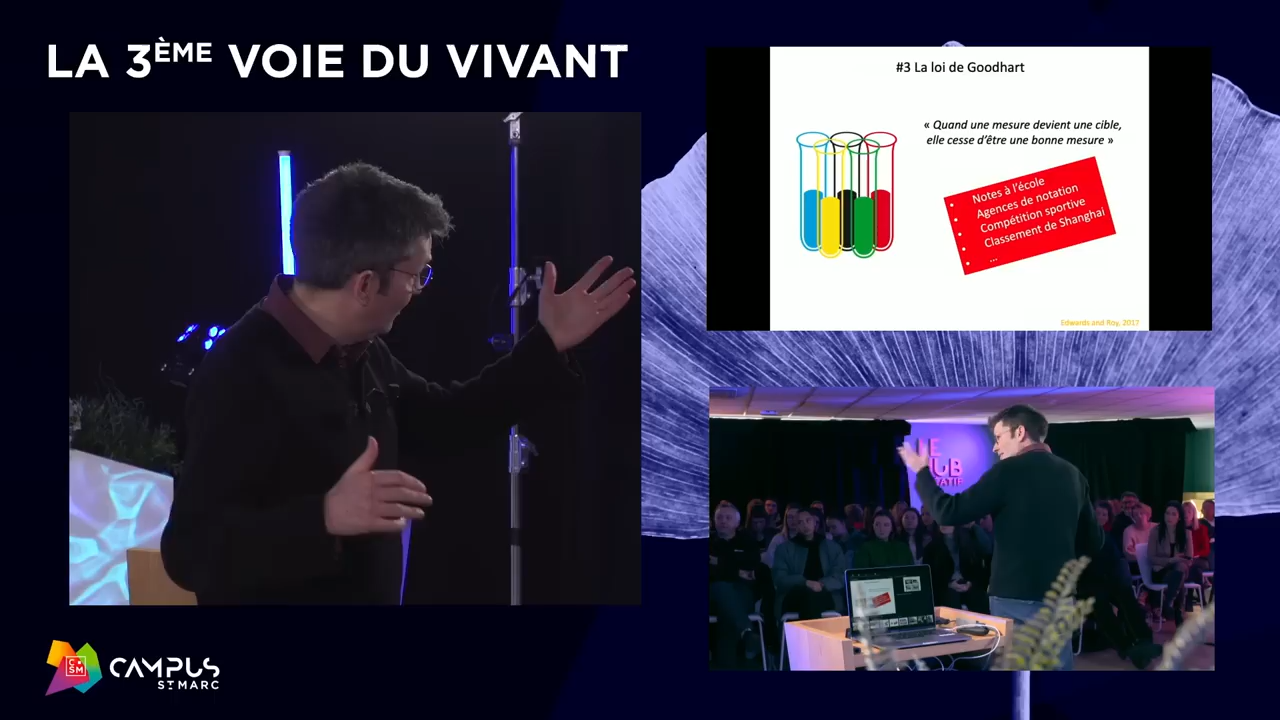 LA 3ÈME VOIE DU VIVANT
#3 La loi de Goodhart
« Quand une mesure devient une cible,
elle cesse d'être une bonne mesure »
• Notes à l'école
• Agences de notation
• Compétition sportive
• Classement de Shanghai
• ...
Edwards and Roy, 2017
CSM
CAMPUS
ST MARC